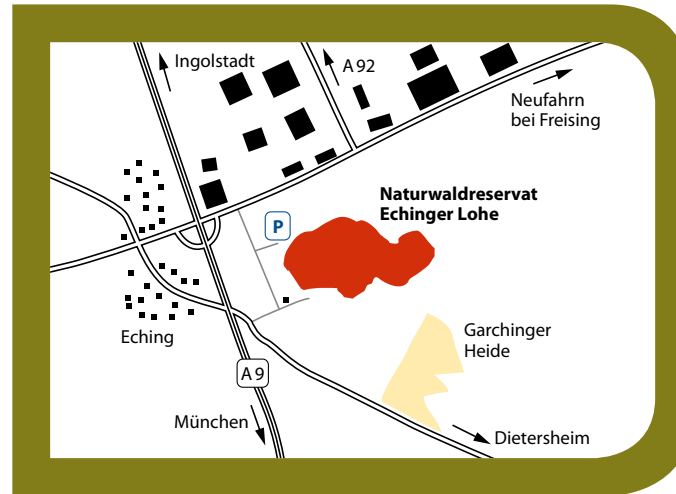 Ingolstadt
A 92
Neufahrn
bei Freising
Naturwaldreservat
Echinger Lohe
P
Garchinger
Heide
Eching
A 9
München
Dietersheim